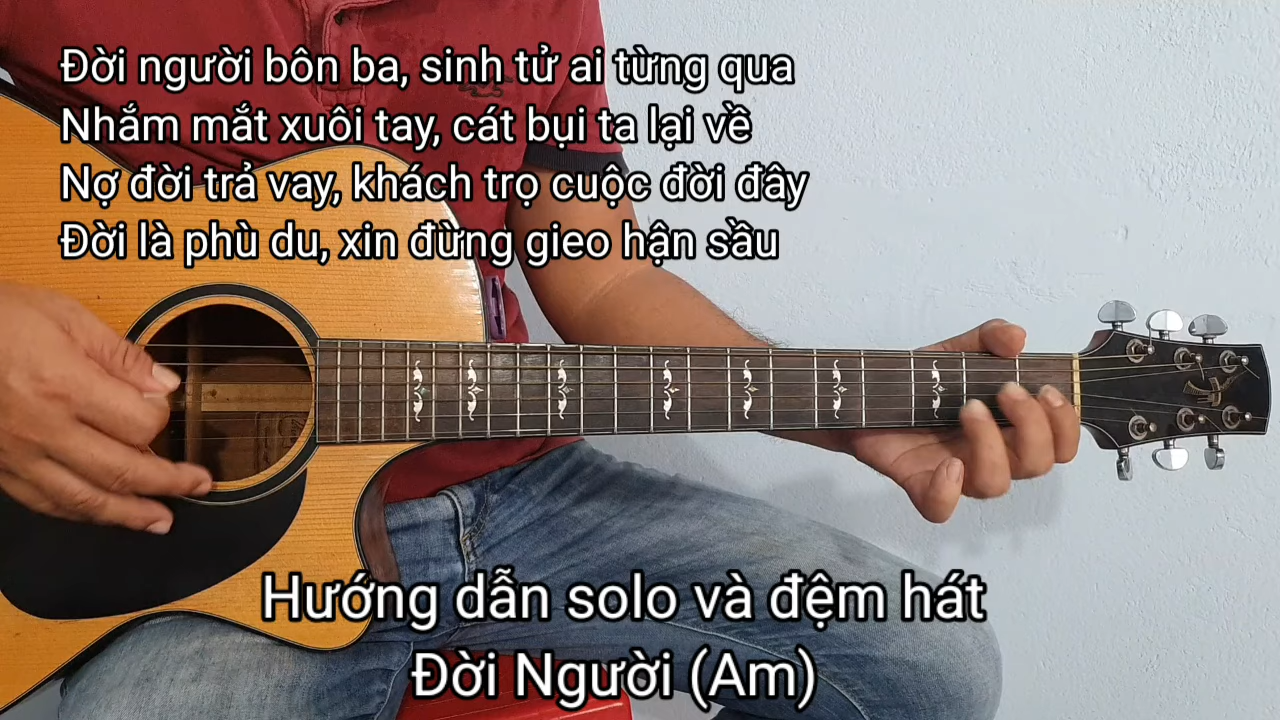 Đời người bôn ba, sinh tử ai từng qua
Nhắm mắt xuôi tay, cát bụi ta lại về
Nợ đời trả vay, khách trọ cuộc đời đây
Đời là phù du, xin đừng gieo hận sầu
Hướng dẫn solo và đệm hát
Đời Người (Am)